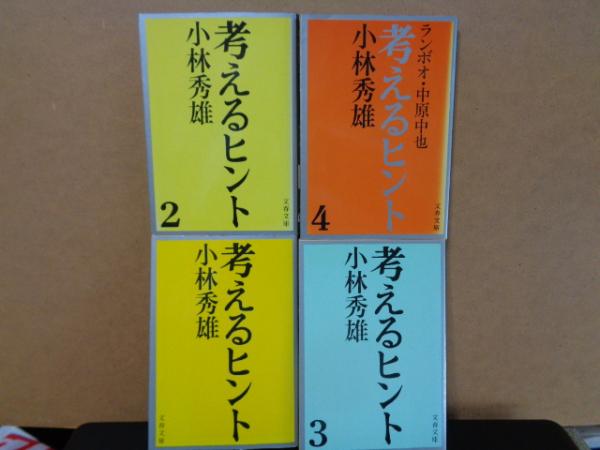 考えるヒント
小林秀雄
2
文春文庫
ランボオ・中原中也
考えるヒント
小林秀雄
4
文春文庫
考えるヒント
小林秀雄
文春文庫
考えるヒント
小林秀雄
3
文春文庫